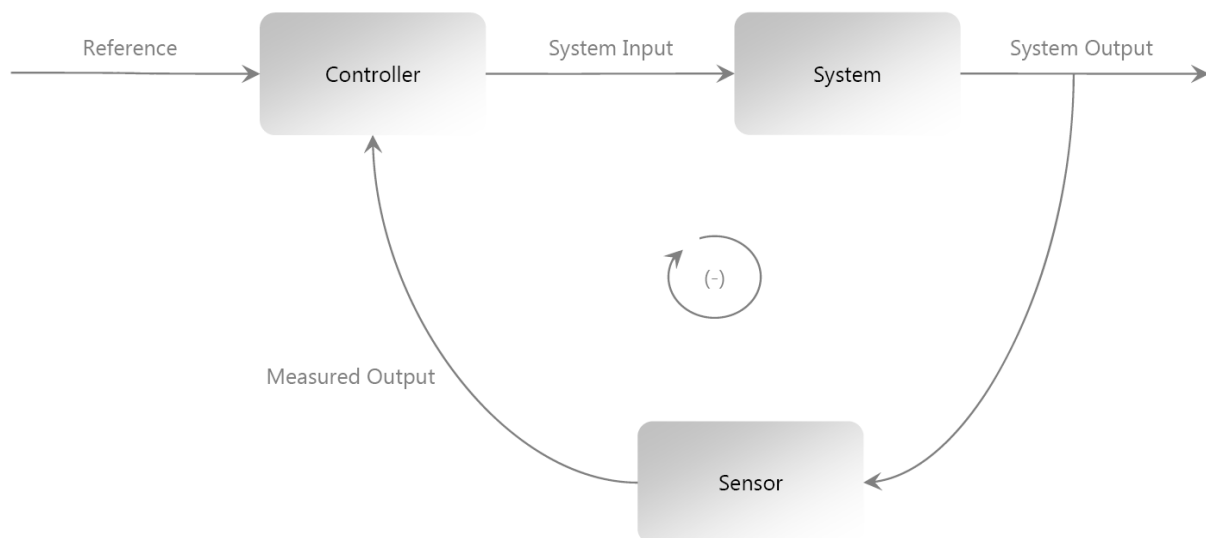 Reference
Controller
System Input
System
System Output
(-)
Measured Output
Sensor